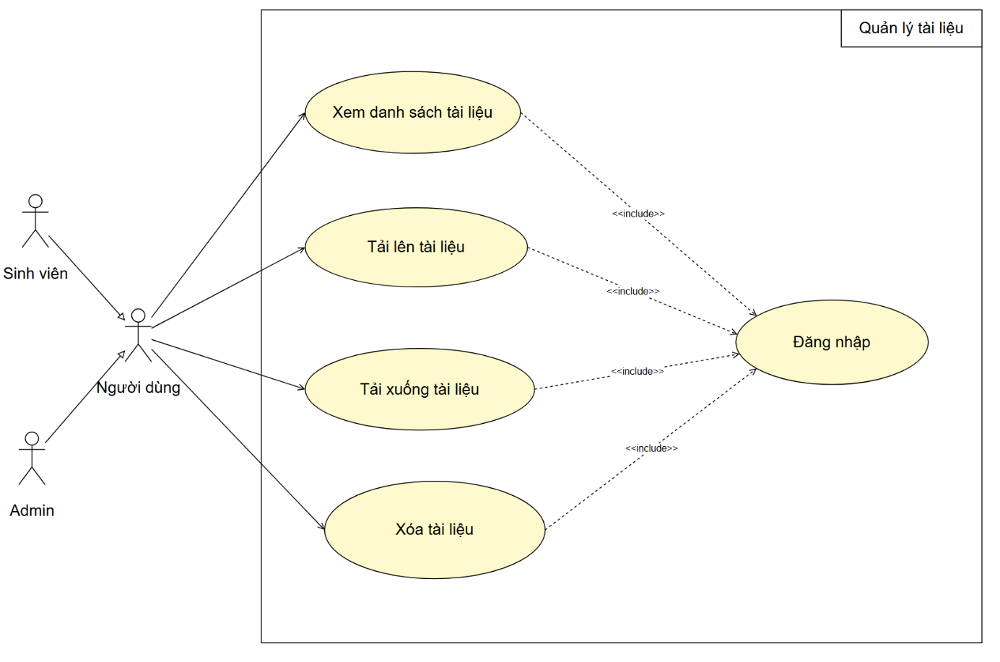 Quản lý tài liệu
Xem danh sách tài liệu
<<include>>
Tải lên tài liệu
Sinh viên
<<include>>
Đăng nhập
Người dùng
Tải xuống tài liệu
<<include>>
<<include>>
Admin
Xóa tài liệu